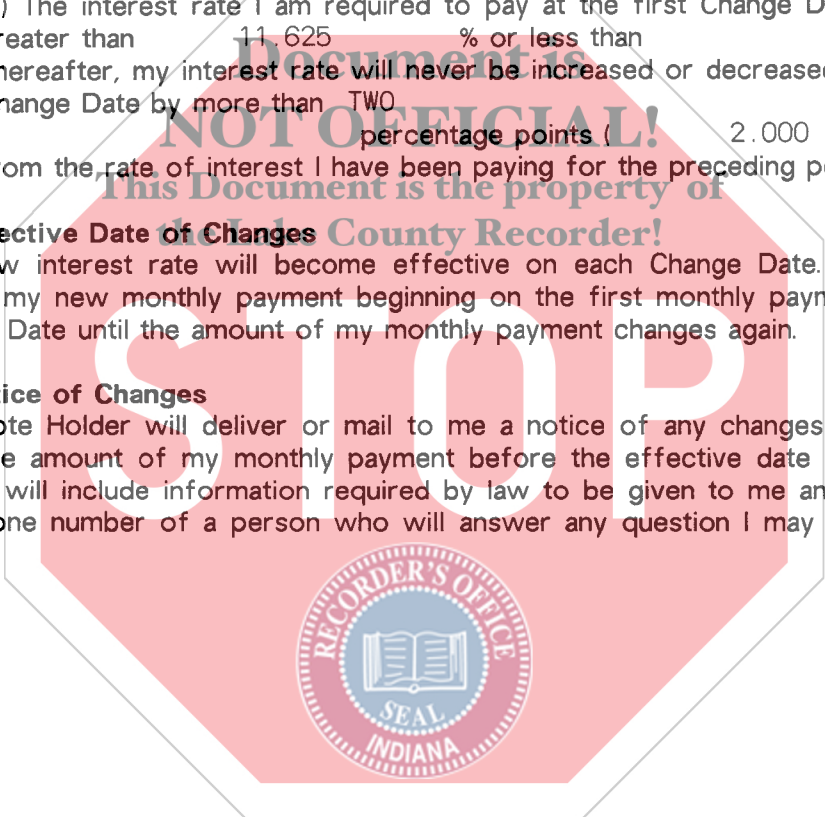 ) The interest rate I am required to pay at the first Change D
reater than 11.625 % or less than
hereafter, my interest rate will never be increased or decreased
hange Date by more than TWO
percentage points ( 2.000
om the rate of interest I have been paying for the preceding pe
ective Date of Changes
w interest rate will become effective on each Change Date.
my new monthly payment beginning on the first monthly paym
Date until the amount of my monthly payment changes again.
tice of Changes
ote Holder will deliver or mail to me a notice of any changes
e amount of my monthly payment before the effective date
will include information required by law to be given to me an
one number of a person who will answer any question I may
Document is
NOT OFFICIAL!
This Document is the property of
the Lake County Recorder!
STOP
RECORDER'S OFFICE
SEAL
INDIANA